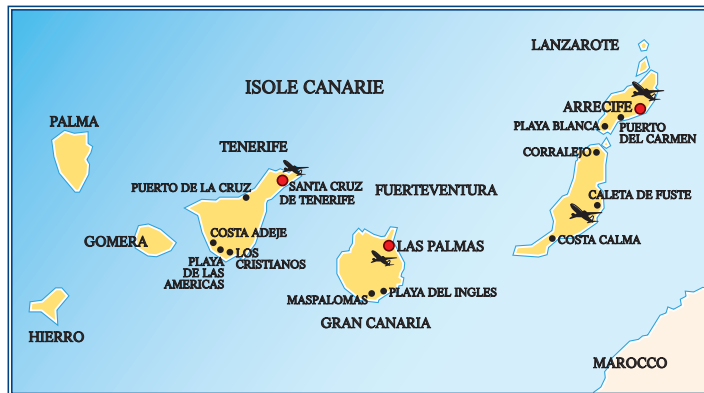 LANZAROTE
ISOLE CANARIE
ARRECIFE
PALMA
PLAYA BLANCA
PUERTO
DEL CARMEN
TENERIFE
CORRALEJO
PUERTO DE LA CRUZ
SANTA CRUZ
DE TENERIFE
FUERTEVENTURA
CALETA DE FUSTE
GOMERA
COSTA ADEJE
LAS PALMAS
COSTA CALMA
PLAYA
DE LAS
AMERICAS
LOS
CRISTIANOS
MASPALOMAS
PLAYA DEL INGLES
GRAN CANARIA
HIERRO
MAROCCO